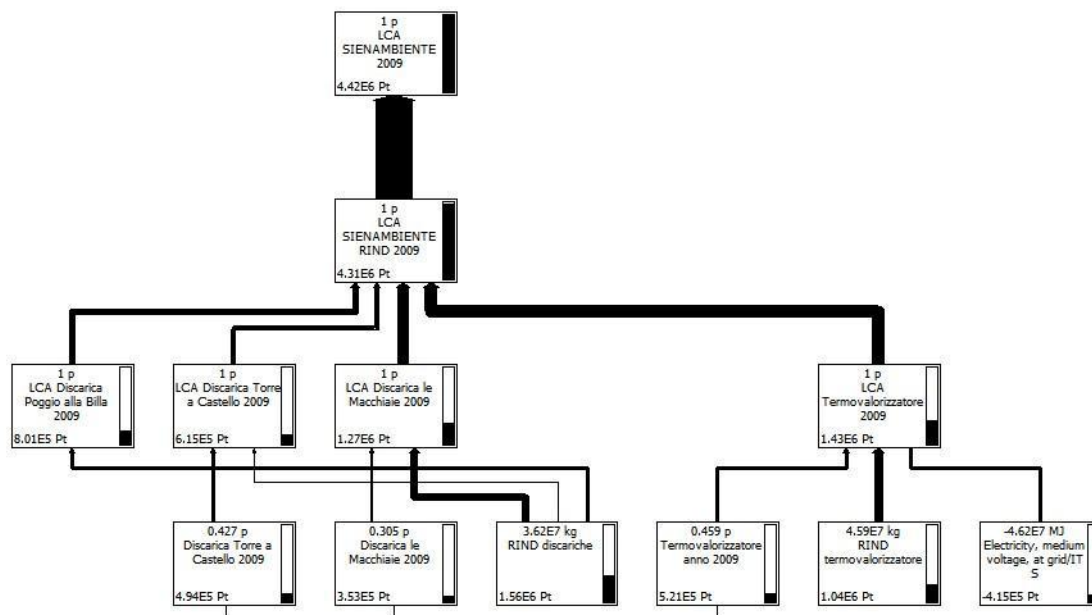 1 p
LCA
SIENAMBIENTE
2009
4.42E6 Pt
1 p
LCA
SIENAMBIENTE
RIND 2009
4.31E6 Pt
1 p
LCA Discarica
Poggio alla Billa
2009
8.01E5 Pt
1 p
LCA Discarica Torre
a Castello 2009
6.15E5 Pt
1 p
LCA Discarica le
Macchiaie 2009
1.27E6 Pt
1 p
LCA
Termovalorizzatore
2009
1.43E6 Pt
0.427 p
Discarica Torre a
Castello 2009
4.94E5 Pt
0.305 p
Discarica le
Macchiaie 2009
3.53E5 Pt
3.62E7 kg
RIND discariche
1.56E6 Pt
0.459 p
Termovalorizzatore
anno 2009
5.21E5 Pt
4.59E7 kg
RIND
termovalorizzatore
1.04E6 Pt
-4.62E7 MJ
Electricity, medium
voltage, at grid/IT
S
-4.15E5 Pt